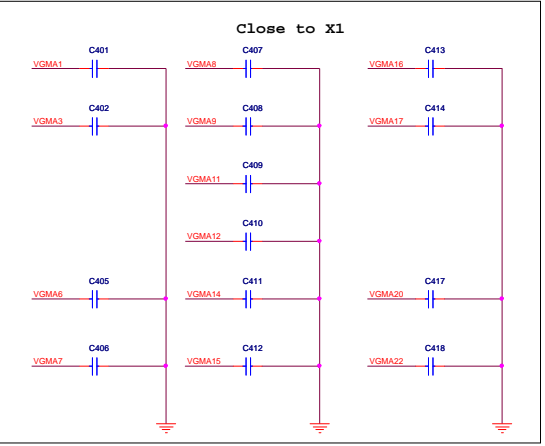 Close to X1
C401 C407 C413
VGMA1 VGMA8 VGMA16
C402 C408 C414
VGMA3 VGMA9 VGMA17
C409
VGMA11
C410
VGMA12
C405 C411 C417
VGMA6 VGMA14 VGMA20
C406 C412 C418
VGMA7 VGMA15 VGMA22